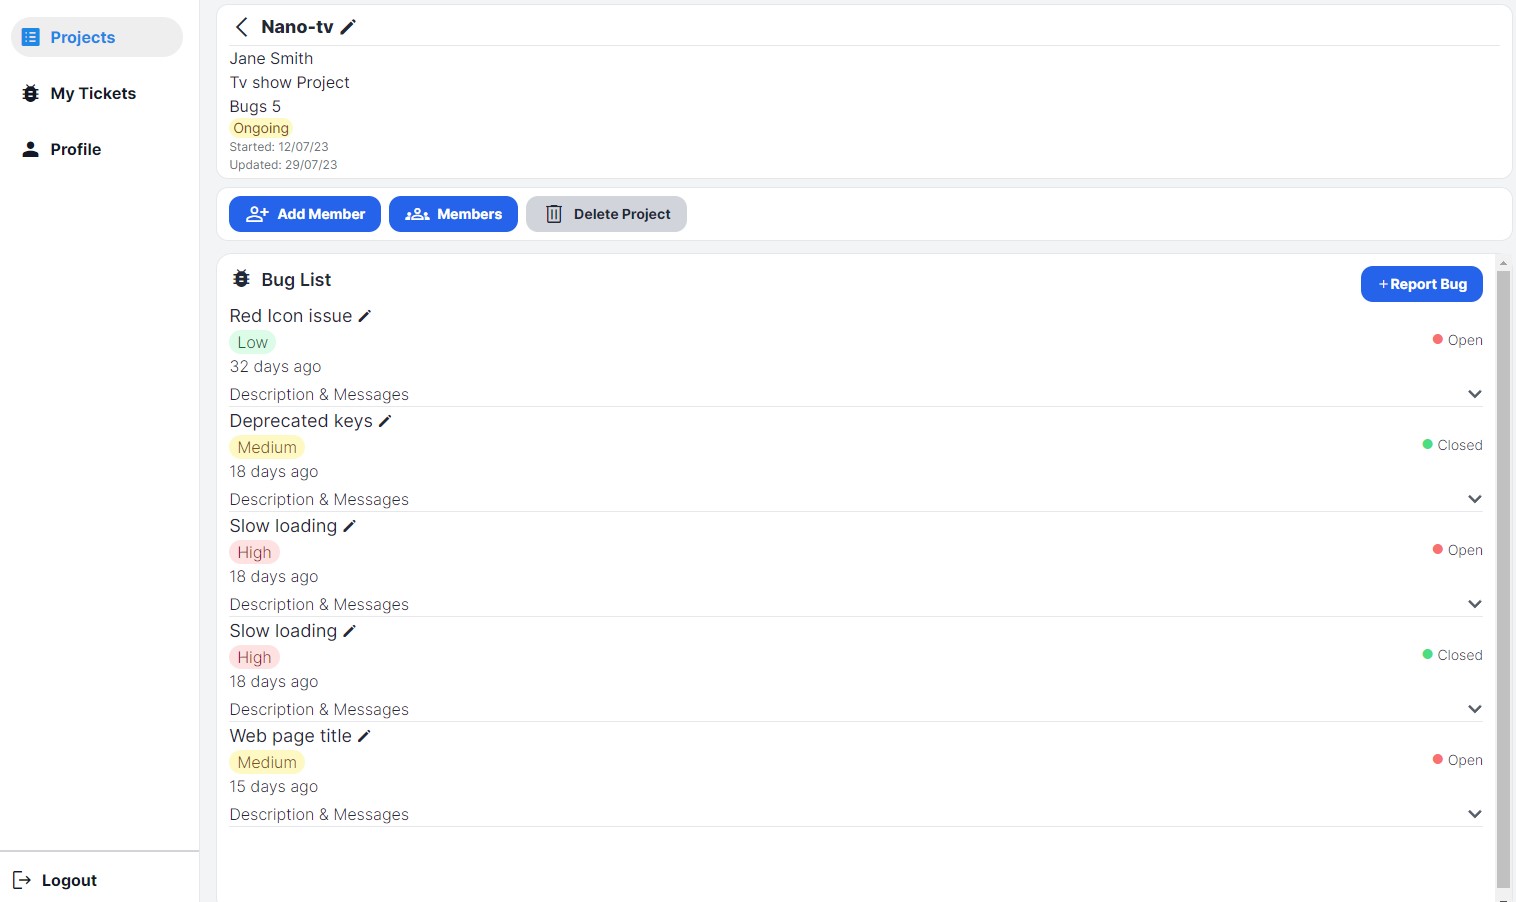 Projects
My Tickets
Profile
Logout
Nano-tv
Jane Smith
Tv show Project
Bugs 5
Ongoing
Started: 12/07/23
Updated: 29/07/23
Add Member
Members
Delete Project
Bug List
+Report Bug
Red Icon issue
Low
Open
32 days ago
Description & Messages
Deprecated keys
Medium
Closed
18 days ago
Description & Messages
Slow loading
High
Open
18 days ago
Description & Messages
Slow loading
High
Closed
18 days ago
Description & Messages
Web page title
Medium
Open
15 days ago
Description & Messages